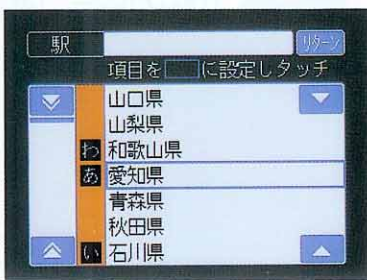 駅 リターン
項目を□に設定しタッチ
山口県
山梨県
わ 和歌山県
あ 愛知県
青森県
秋田県
い 石川県